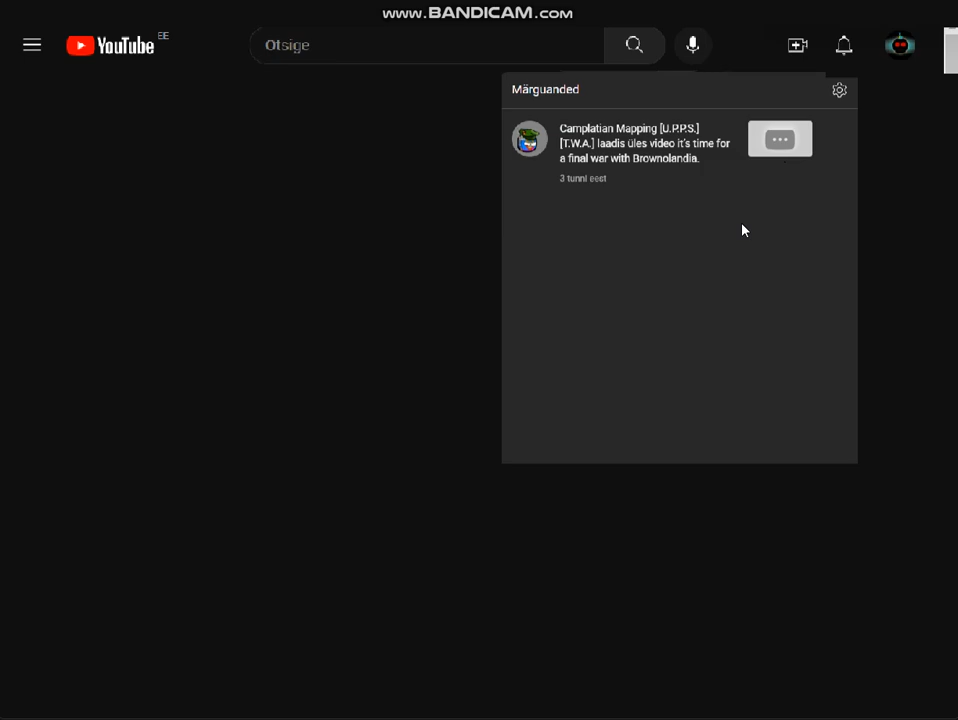 www.BANDICAM.com
YouTube EE
Otsige
Märguanded
Camplatian Mapping [U.P.P.S.]
[T.W.A.] laadis üles video it's time for
a final war with Brownolandia.
3 tunni eest